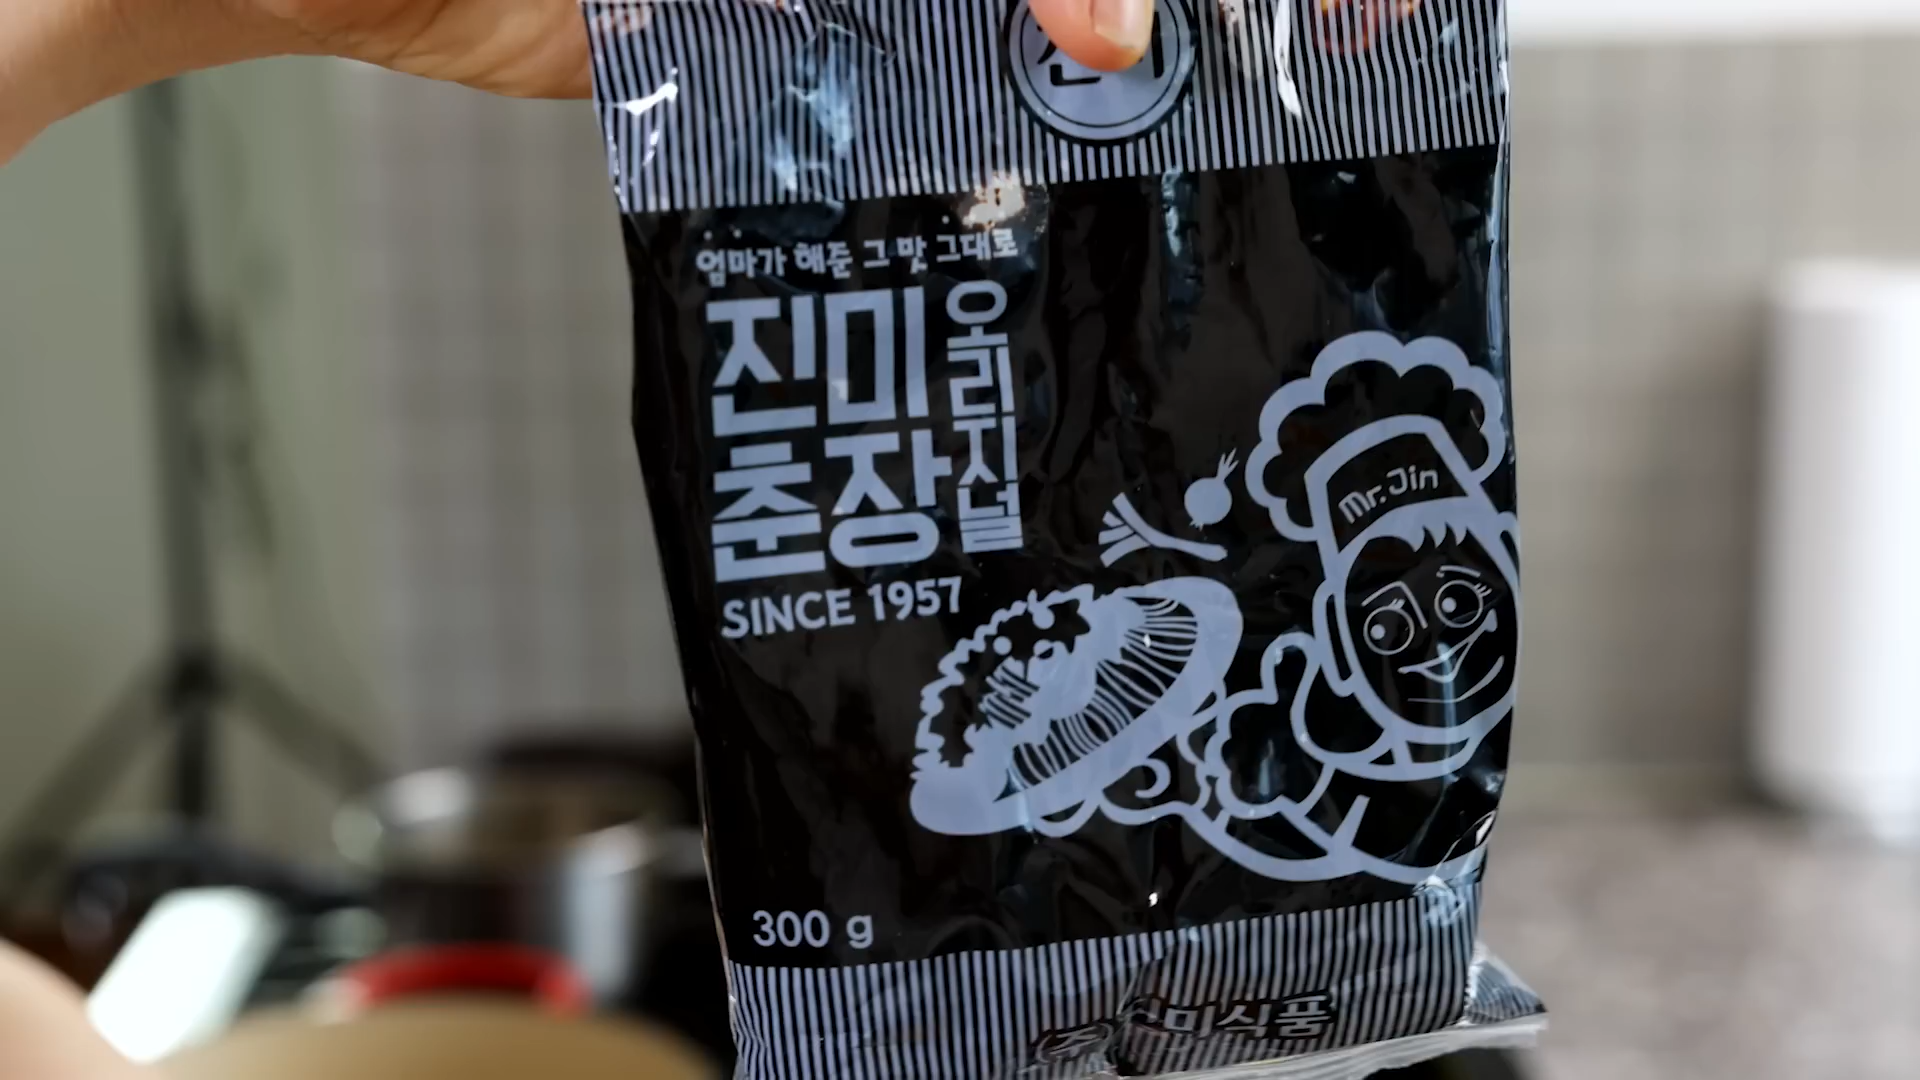 엄마가 해준 그 맛 그대로
진미
춘장
오리지널
SINCE 1957
Mr.Jin
300 g
미식품